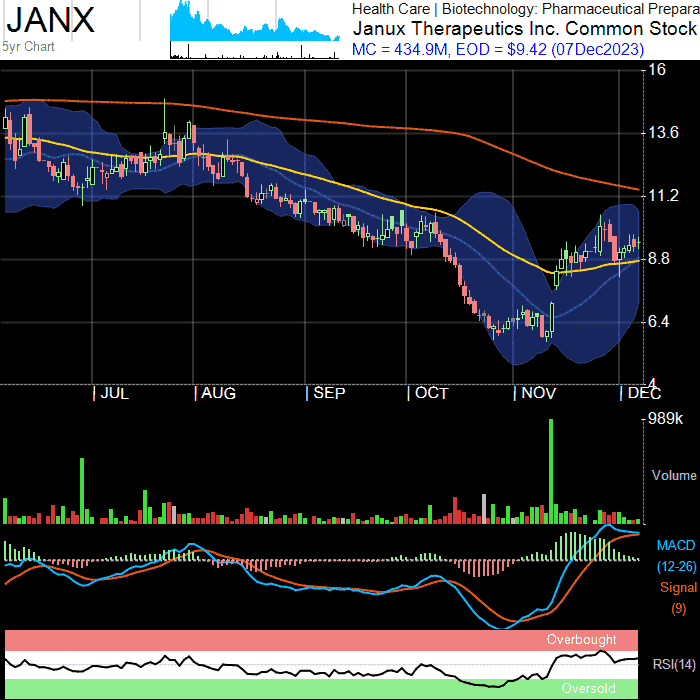 JANX
5yr Chart
Health Care | Biotechnology: Pharmaceutical Prepara
Janux Therapeutics Inc. Common Stock
MC = 434.9M, EOD = $9.42 (07Dec2023)
16
13.6
11.2
8.8
6.4
4
| JUL | AUG | SEP | OCT | NOV | DEC
989k
Volume
MACD
(12-26)
Signal
(9)
Overbought
RSI(14)
Oversold